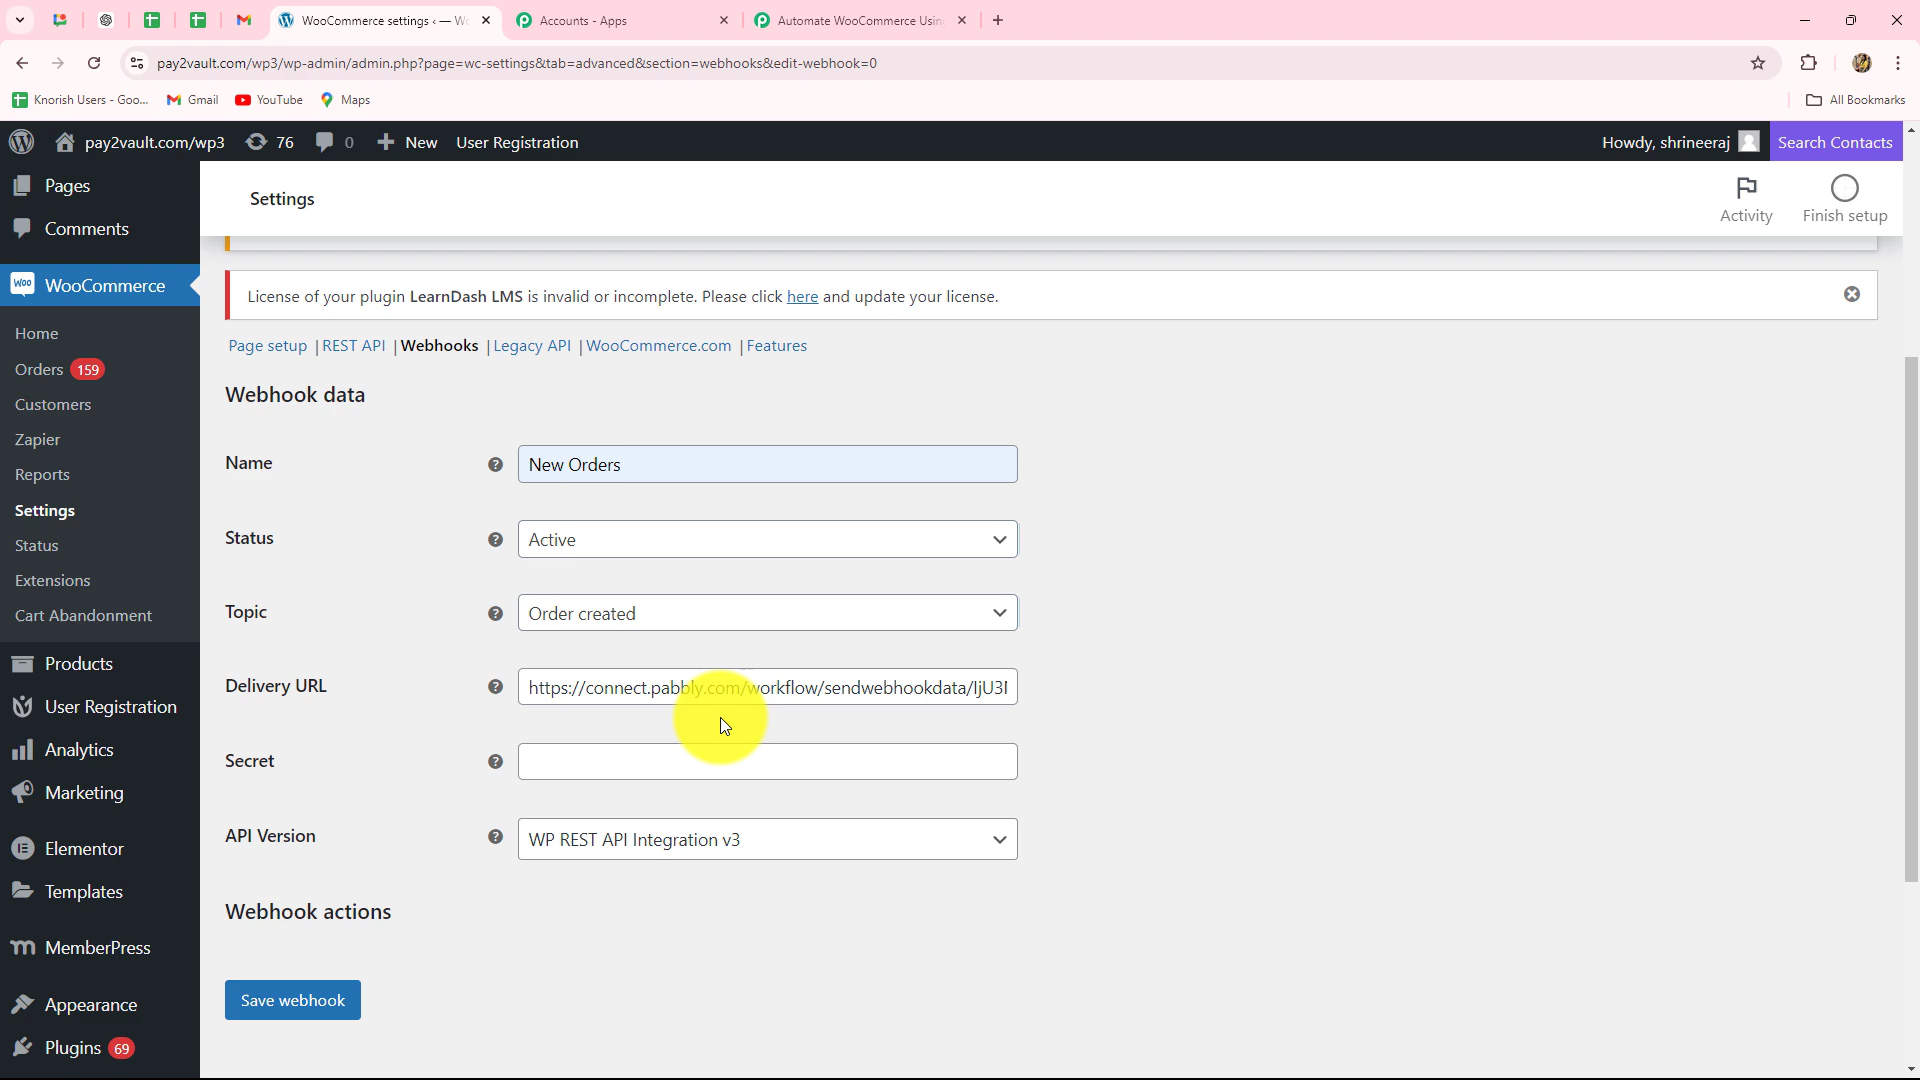 WooCommerce settings ‹ — Wo
Accounts - Apps
Automate WooCommerce Usin
pay2vault.com/wp3/wp-admin/admin.php?page=wc-settings&tab=advanced&section=webhooks&edit-webhook=0
Knorish Users - Goo...
Gmail
YouTube
Maps
All Bookmarks
pay2vault.com/wp3
76
0
New
User Registration
Howdy, shrineeraj
Search Contacts
Pages
Comments
WooCommerce
Home
Orders 159
Customers
Zapier
Reports
Settings
Status
Extensions
Cart Abandonment
Products
User Registration
Analytics
Marketing
Elementor
Templates
MemberPress
Appearance
Plugins 69
Settings
Activity
Finish setup
License of your plugin LearnDash LMS is invalid or incomplete. Please click here and update your license.
Page setup | REST API | Webhooks | Legacy API | WooCommerce.com | Features
Webhook data
Name
New Orders
Status
Active
Topic
Order created
Delivery URL
https://connect.pabbly.com/workflow/sendwebhookdata/IjU3I
Secret
API Version
WP REST API Integration v3
Webhook actions
Save webhook